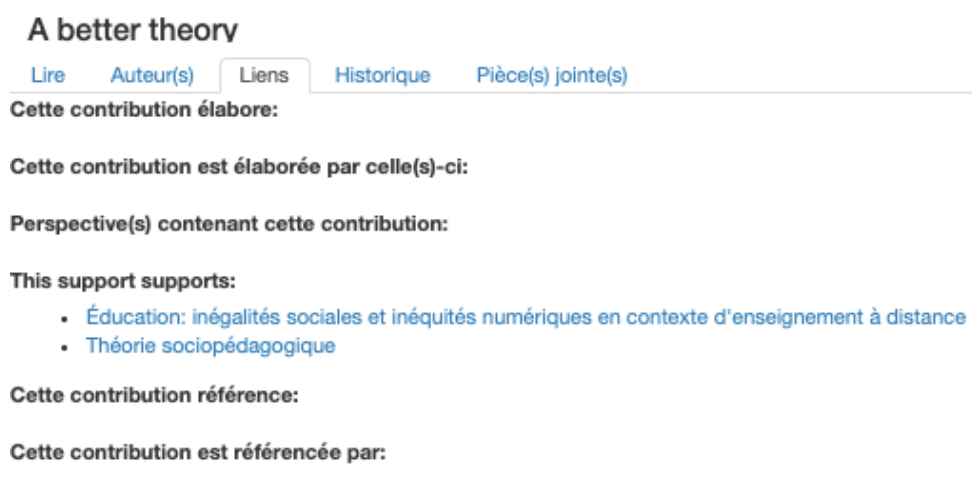 A better theory
Lire Auteur(s) Liens Historique Pièce(s) jointe(s)
Cette contribution élabore:
Cette contribution est élaborée par celle(s)-ci:
Perspective(s) contenant cette contribution:
This support supports:
• Éducation: inégalités sociales et inéquités numériques en contexte d'enseignement à distance
• Théorie sociopédagogique
Cette contribution référence:
Cette contribution est référencée par: